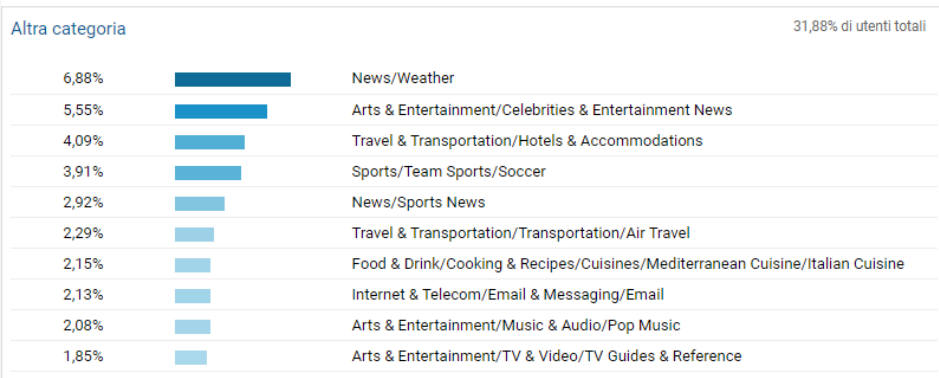 Altra categoria 31,88% di utenti totali
6,88% News/Weather
5,55% Arts & Entertainment/Celebrities & Entertainment News
4,09% Travel & Transportation/Hotels & Accommodations
3,91% Sports/Team Sports/Soccer
2,92% News/Sports News
2,29% Travel & Transportation/Transportation/Air Travel
2,15% Food & Drink/Cooking & Recipes/Cuisines/Mediterranean Cuisine/Italian Cuisine
2,13% Internet & Telecom/Email & Messaging/Email
2,08% Arts & Entertainment/Music & Audio/Pop Music
1,85% Arts & Entertainment/TV & Video/TV Guides & Reference